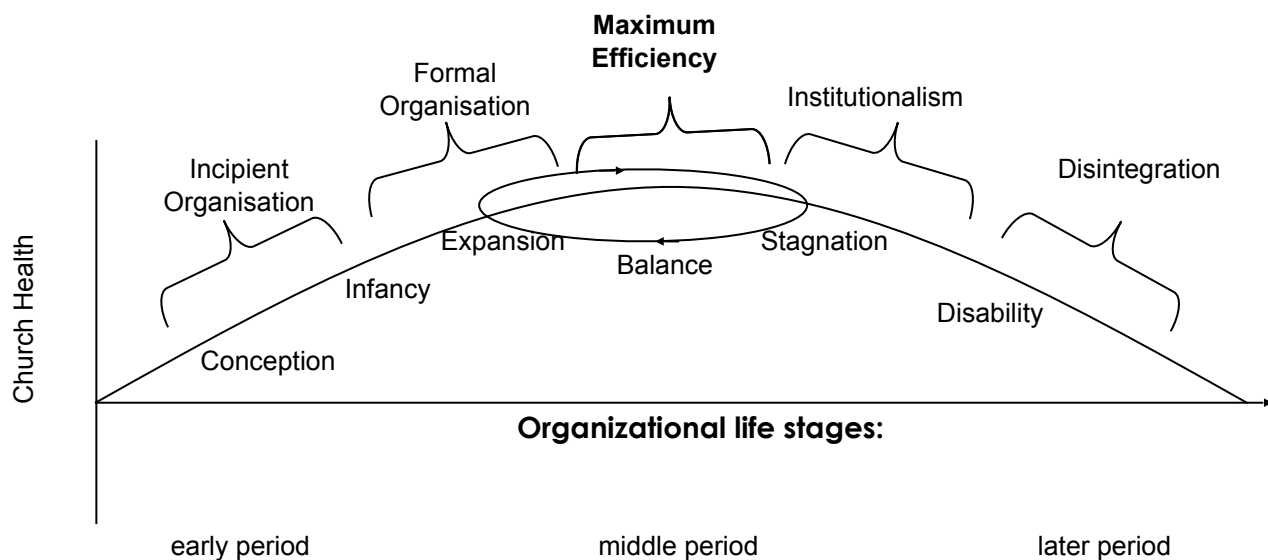 Maximum
Efficiency
Formal
Organisation
Institutionalism
Incipient
Organisation
Disintegration
Expansion
Stagnation
Balance
Infancy
Disability
Conception
Church Health
Organizational life stages:
early period
middle period
later period